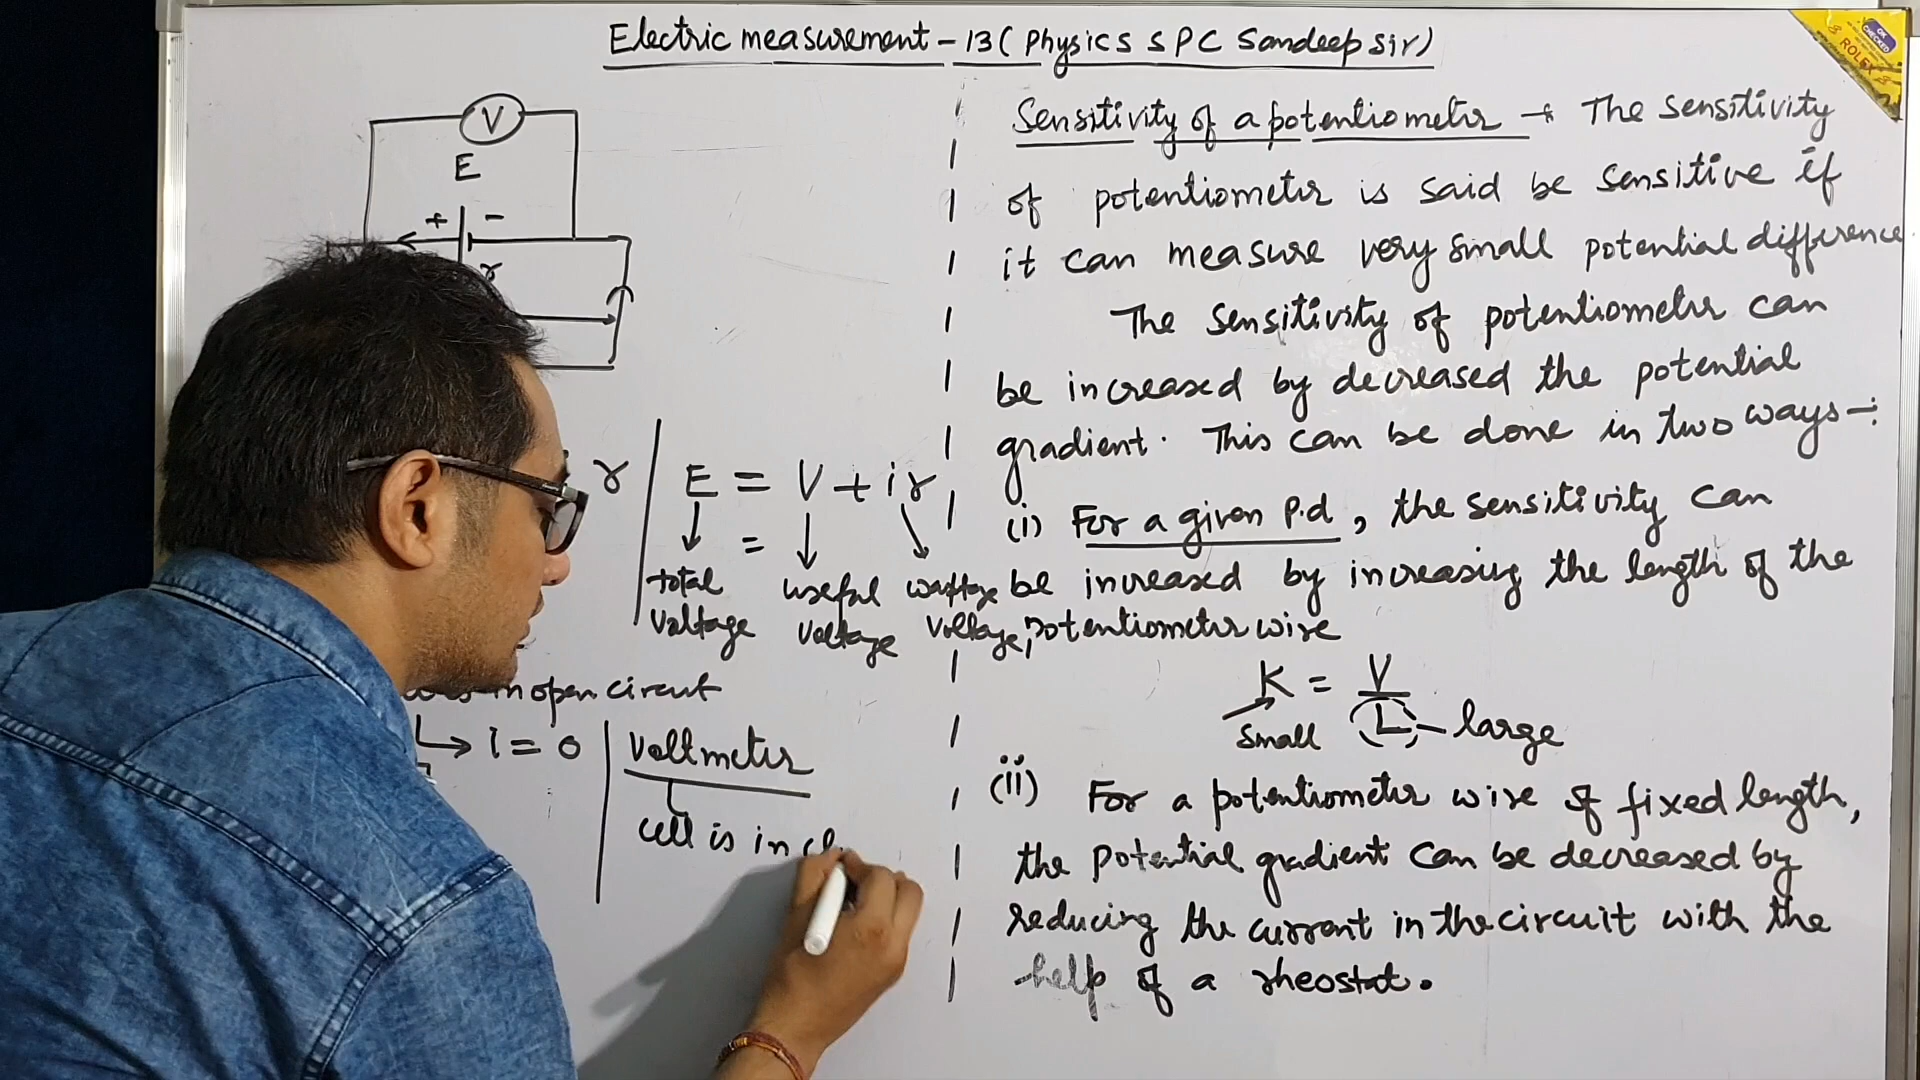 Electric measurement - 13 ( Physics SPC Sandeep sir )
V
E
+ -
r
r
E = V + ir
=
total useful wastage
voltage voltage voltage
in open circuit
i = 0
Voltmeter
cell is in cl
Sensitivity of a potentiometer → The sensitivity
of potentiometer is said be sensitive if
it can measure very small potential difference
The sensitivity of potentiometer can
be increased by decreased the potential
gradient. This can be done in two ways -:
(i) For a given p.d, the sensitivity can
be increased by increasing the length of the
potentiometer wire
K = V
L
small
large
(ii) For a potentiometer wire of fixed length,
the potential gradient can be decreased by
reducing the current in the circuit with the
help of a rheostat.
OK
CHECKED
ROLEX